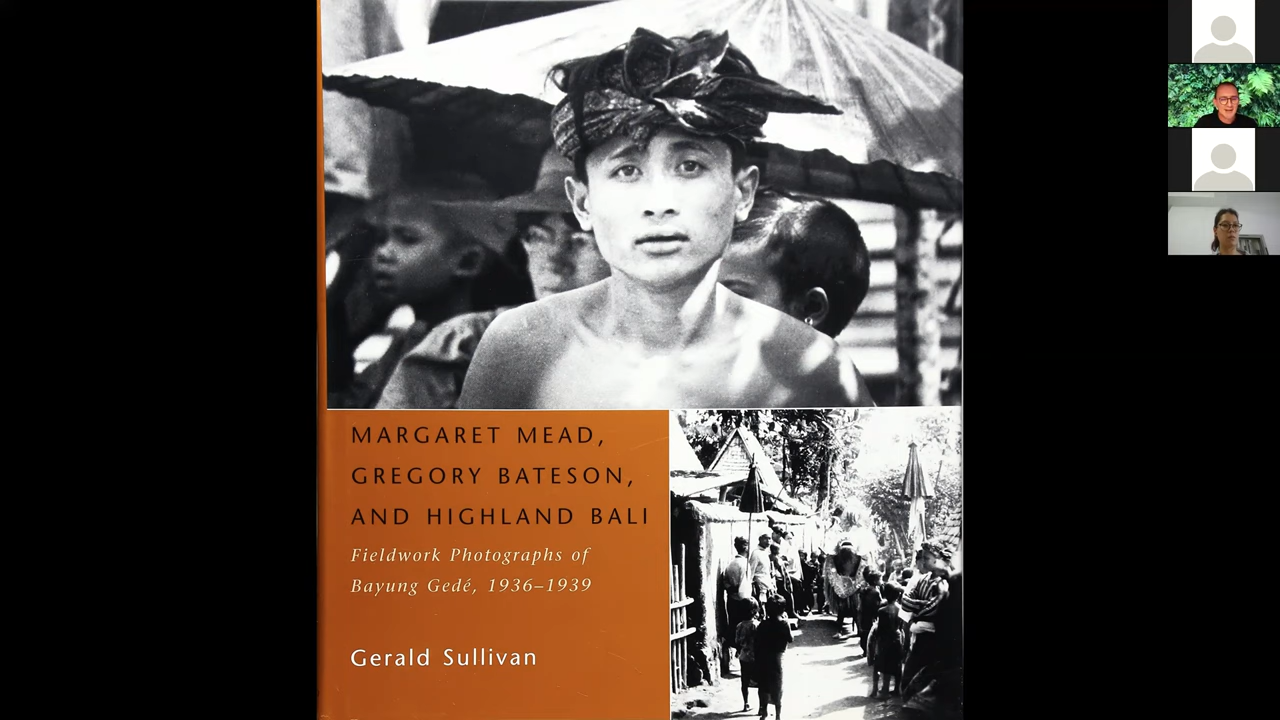 MARGARET MEAD,
GREGORY BATESON,
AND HIGHLAND BALI
Fieldwork Photographs of
Bayung Gedé, 1936–1939
Gerald Sullivan